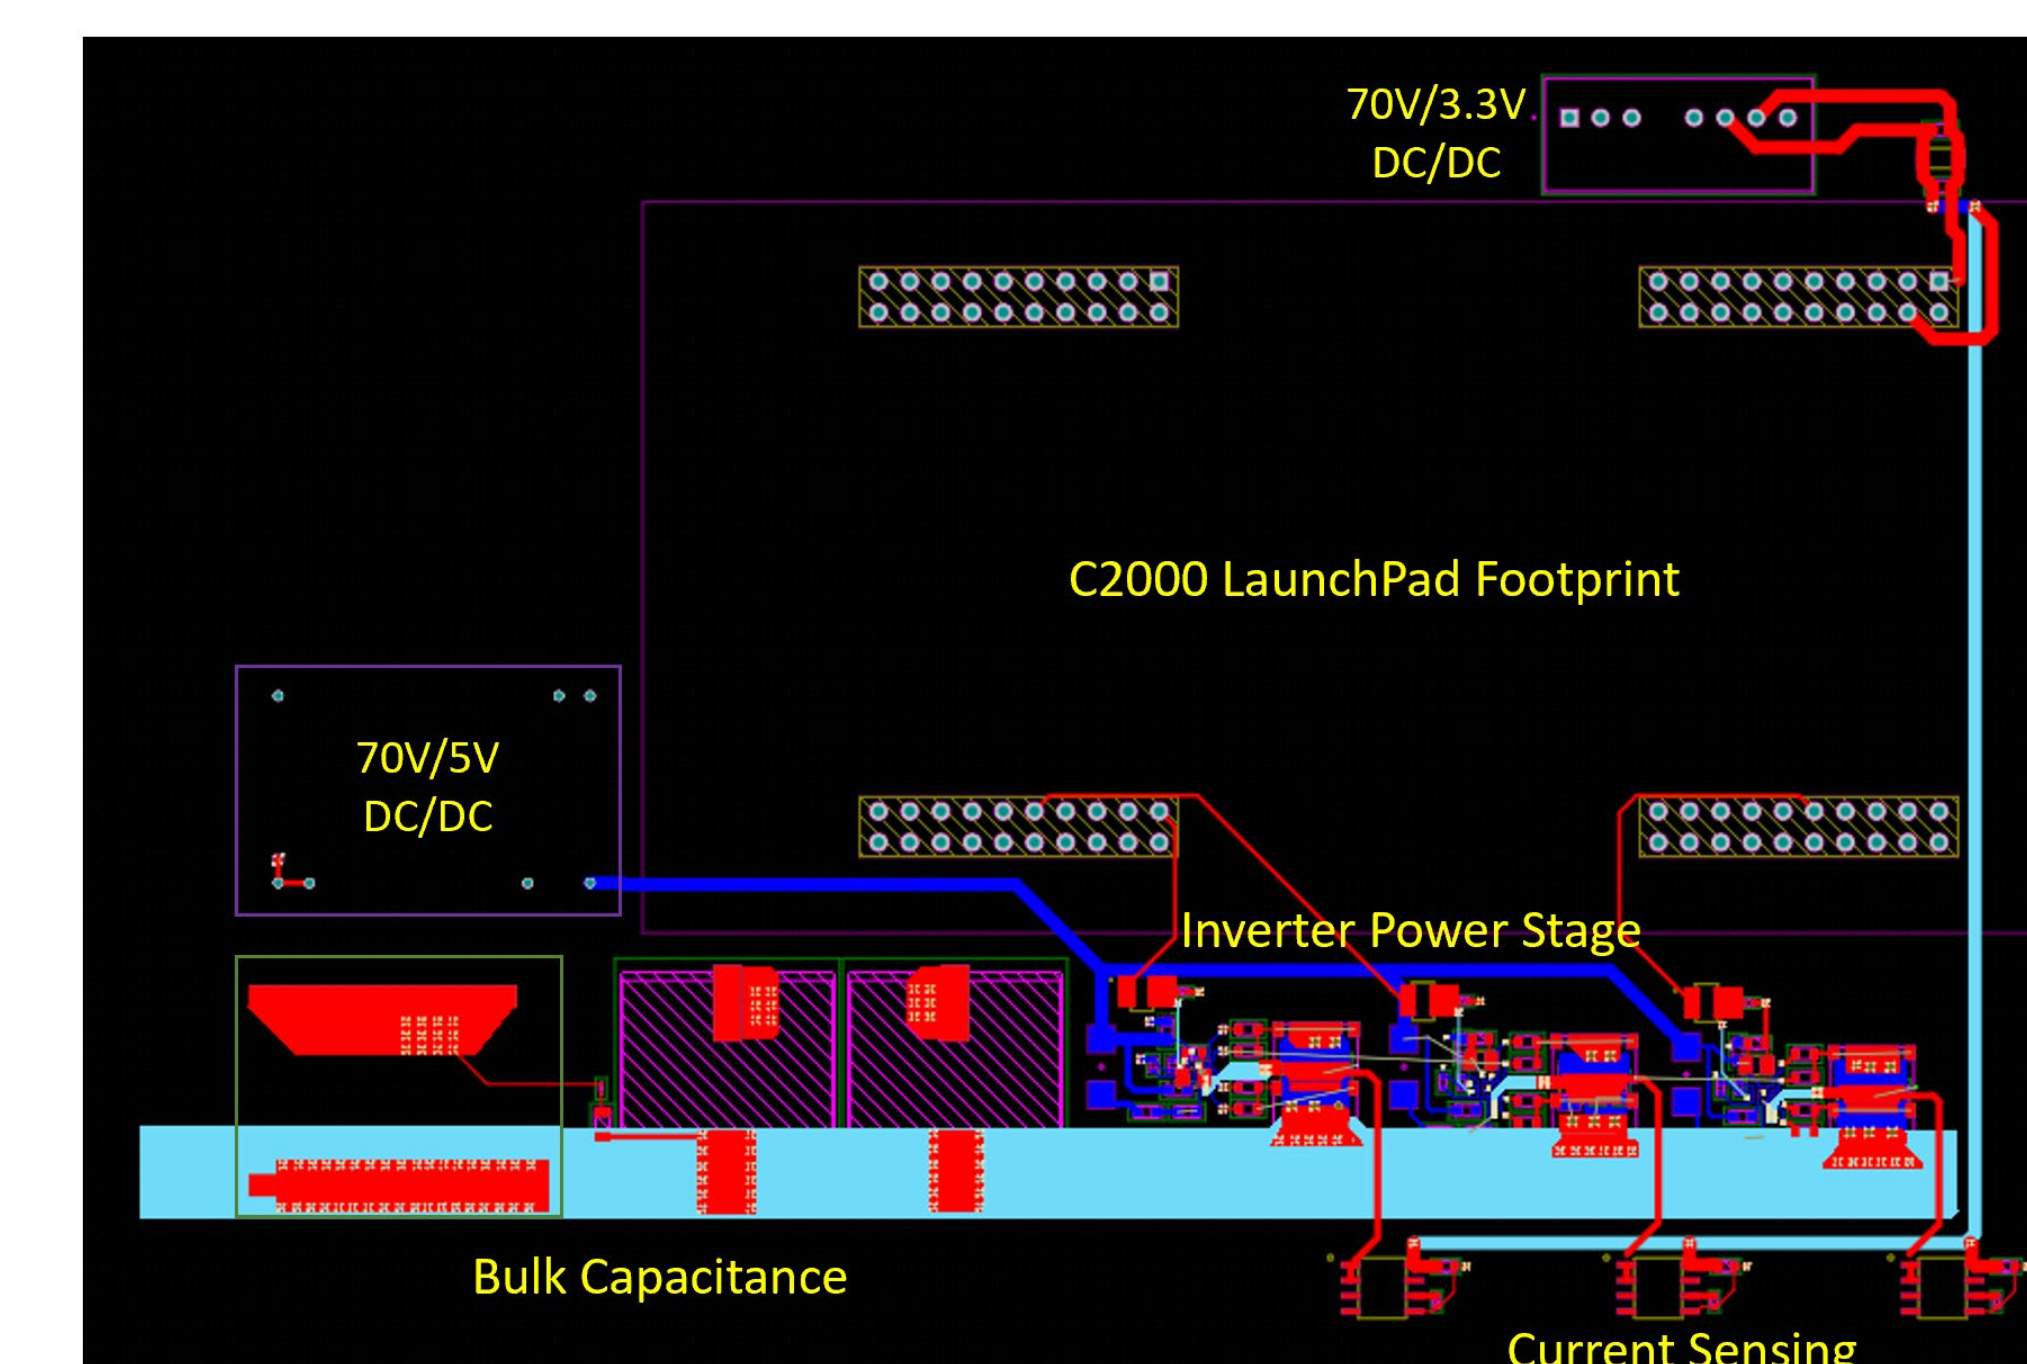 70V/3.3V
DC/DC
C2000 LaunchPad Footprint
70V/5V
DC/DC
Inverter Power Stage
Bulk Capacitance
Current Sensing